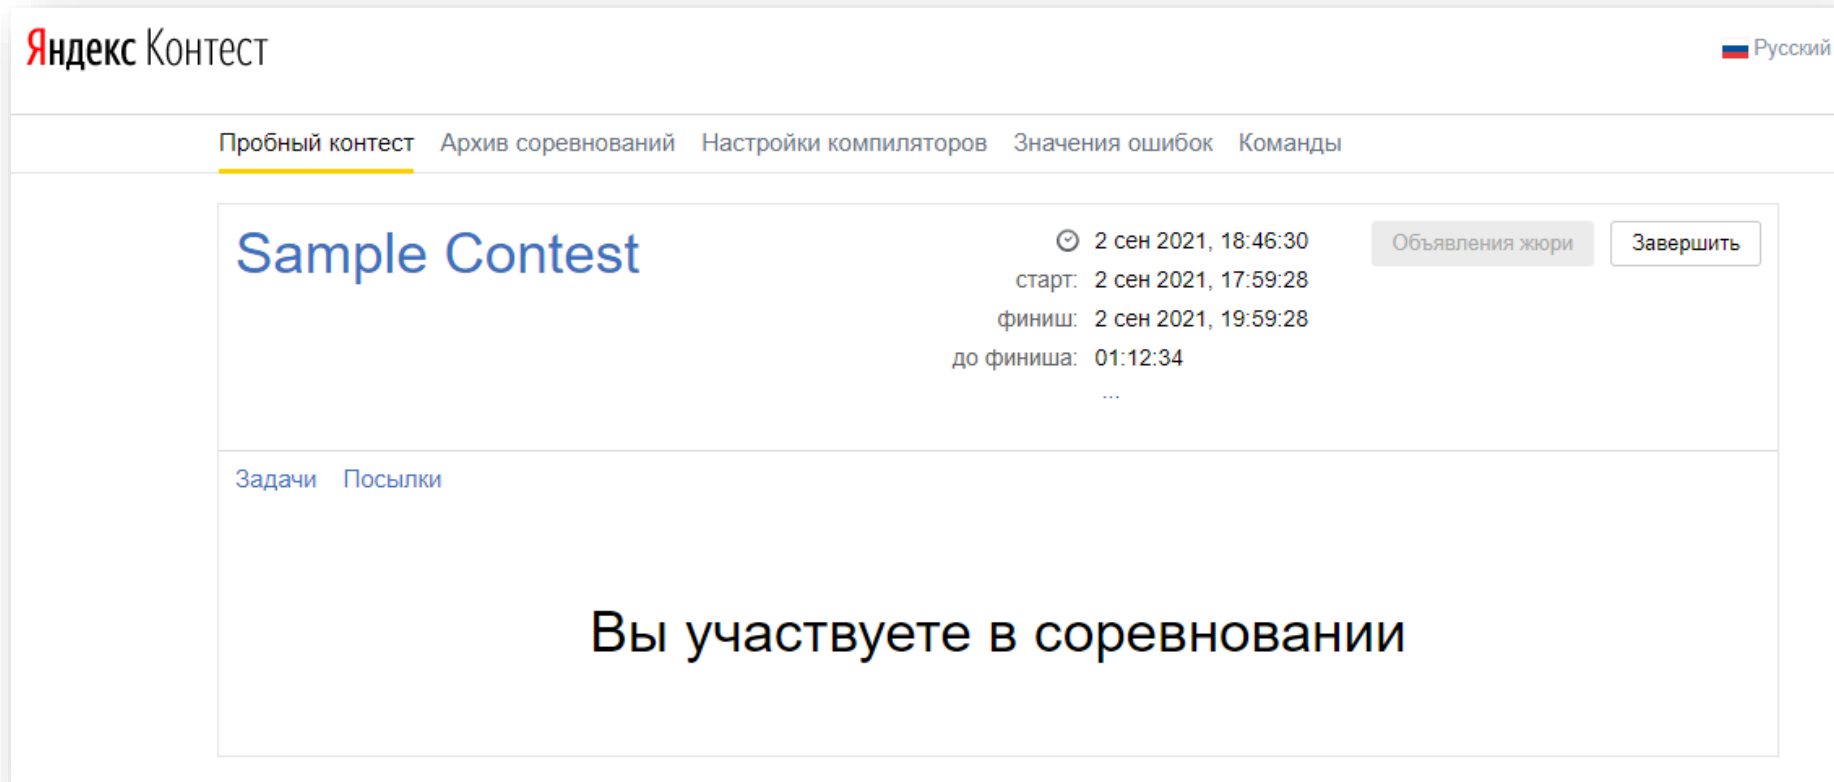 Яндекс Контест
Русский
Пробный контест Архив соревнований Настройки компиляторов Значения ошибок Команды
Sample Contest
2 сен 2021, 18:46:30
старт: 2 сен 2021, 17:59:28
финиш: 2 сен 2021, 19:59:28
до финиша: 01:12:34
...
Объявления жюри
Завершить
Задачи Посылки
Вы участвуете в соревновании